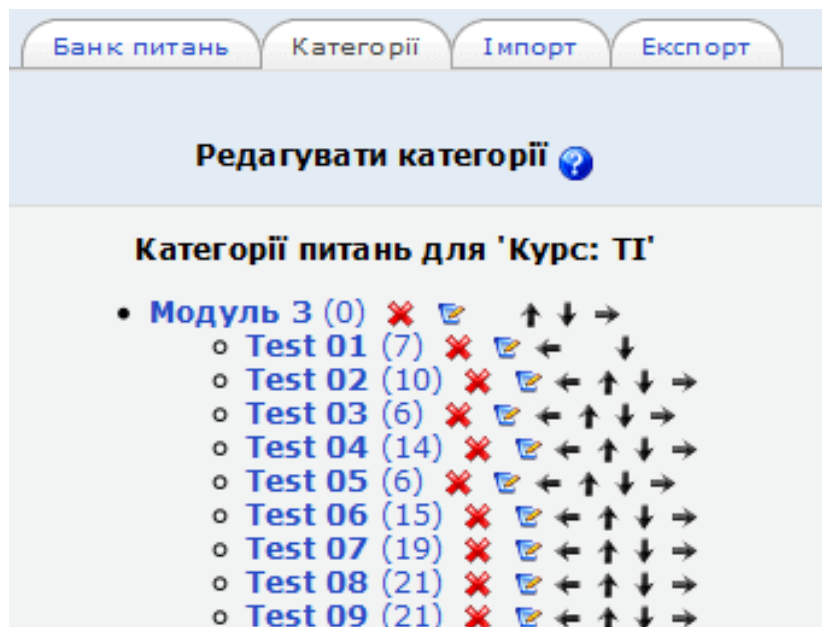 Банк питань Категорії Імпорт Експорт
Редагувати категорії ?
Категорії питань для 'Курс: ТІ'
Модуль 3 (0)
Test 01 (7)
Test 02 (10)
Test 03 (6)
Test 04 (14)
Test 05 (6)
Test 06 (15)
Test 07 (19)
Test 08 (21)
Test 09 (21)